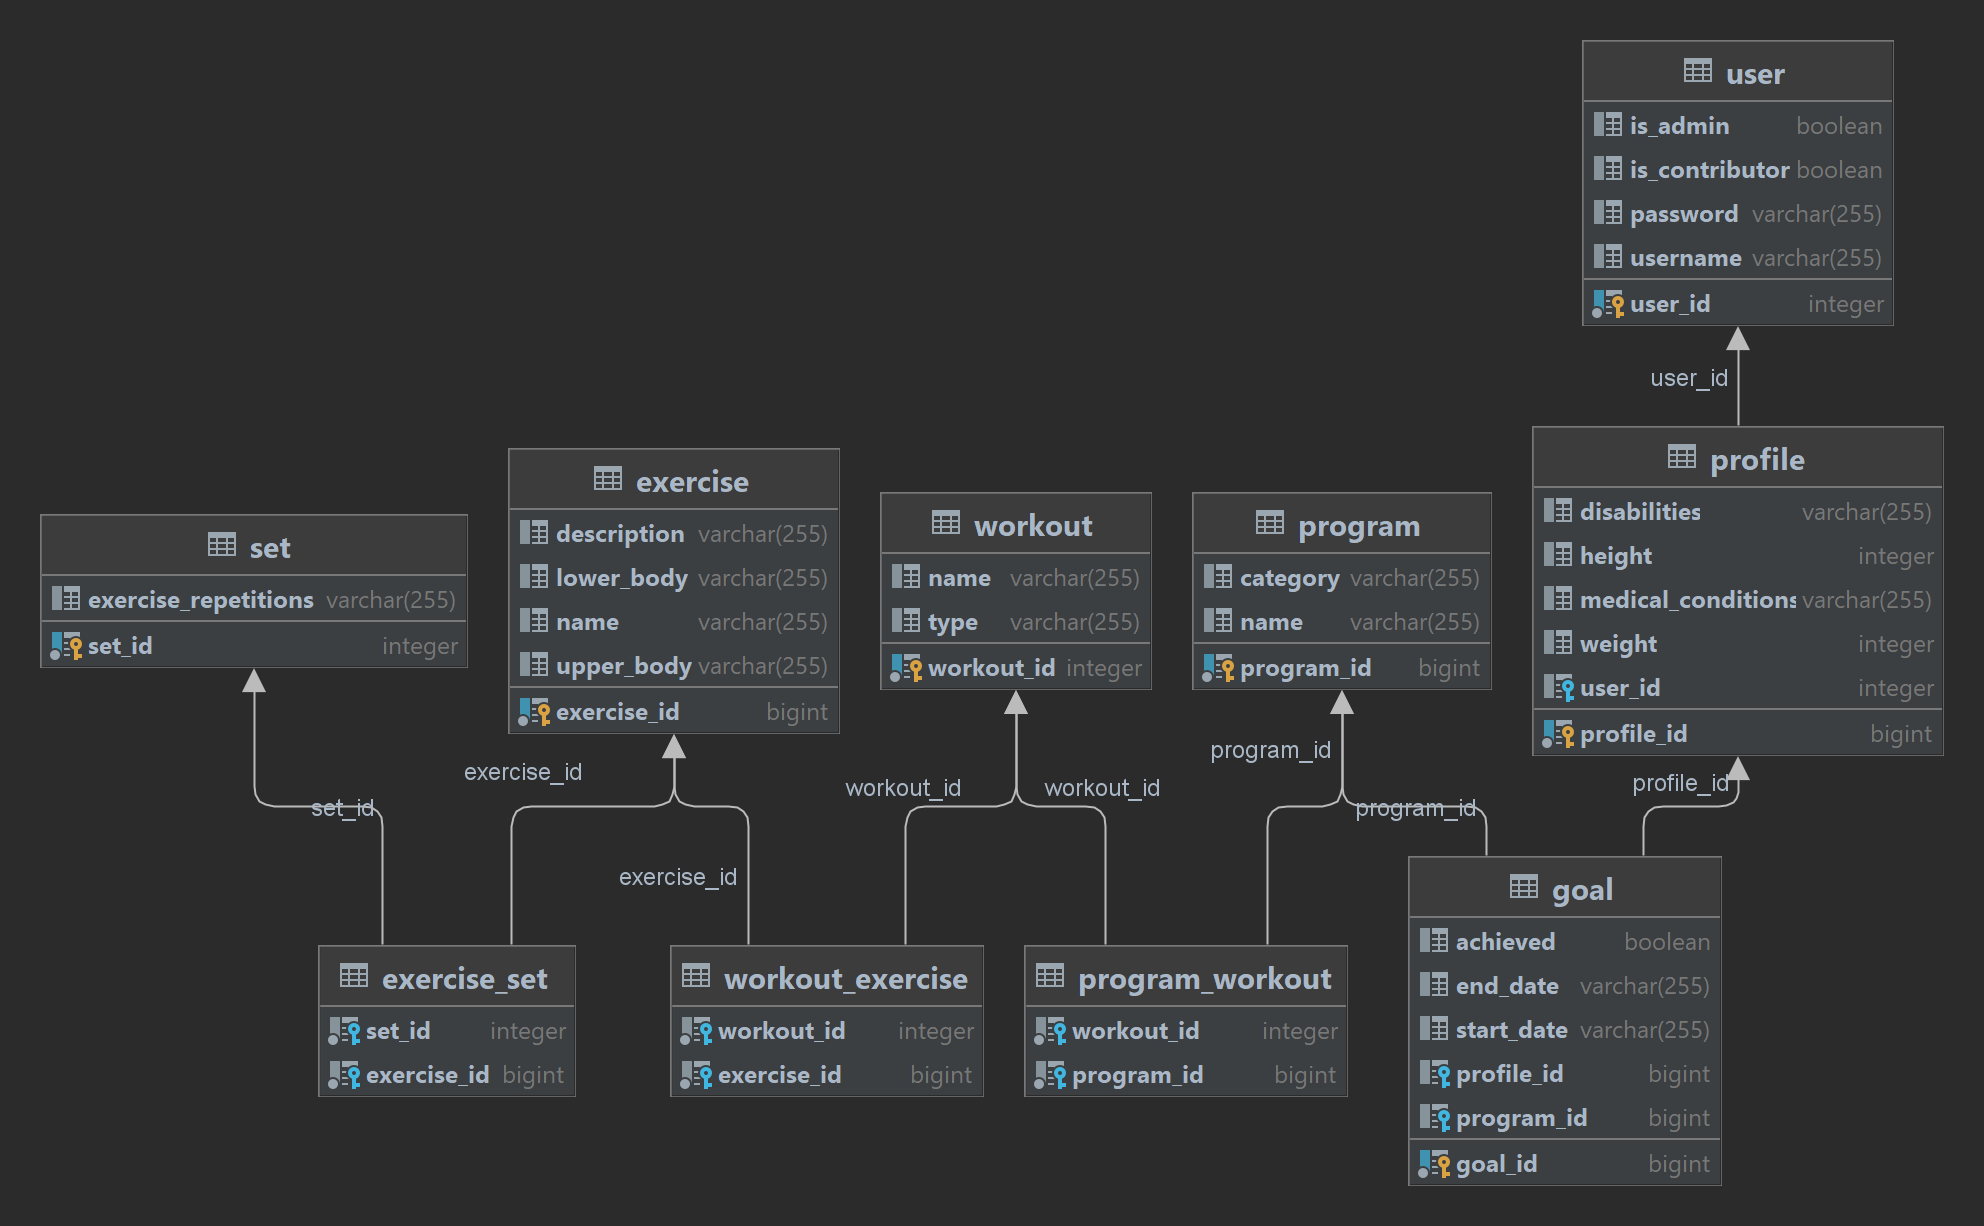 user
is_admin boolean
is_contributor boolean
password varchar(255)
username varchar(255)
user_id integer
user_id
profile
disabilities varchar(255)
height integer
medical_conditions varchar(255)
weight integer
user_id integer
profile_id bigint
exercise
description varchar(255)
lower_body varchar(255)
name varchar(255)
upper_body varchar(255)
exercise_id bigint
workout
name varchar(255)
type varchar(255)
workout_id integer
program
category varchar(255)
name varchar(255)
program_id bigint
set
exercise_repetitions varchar(255)
set_id integer
exercise_id
set_id
exercise_id
workout_id
workout_id
program_id
program_id
profile_id
exercise_set
set_id integer
exercise_id bigint
workout_exercise
workout_id integer
exercise_id bigint
program_workout
workout_id integer
program_id bigint
goal
achieved boolean
end_date varchar(255)
start_date varchar(255)
profile_id bigint
program_id bigint
goal_id bigint